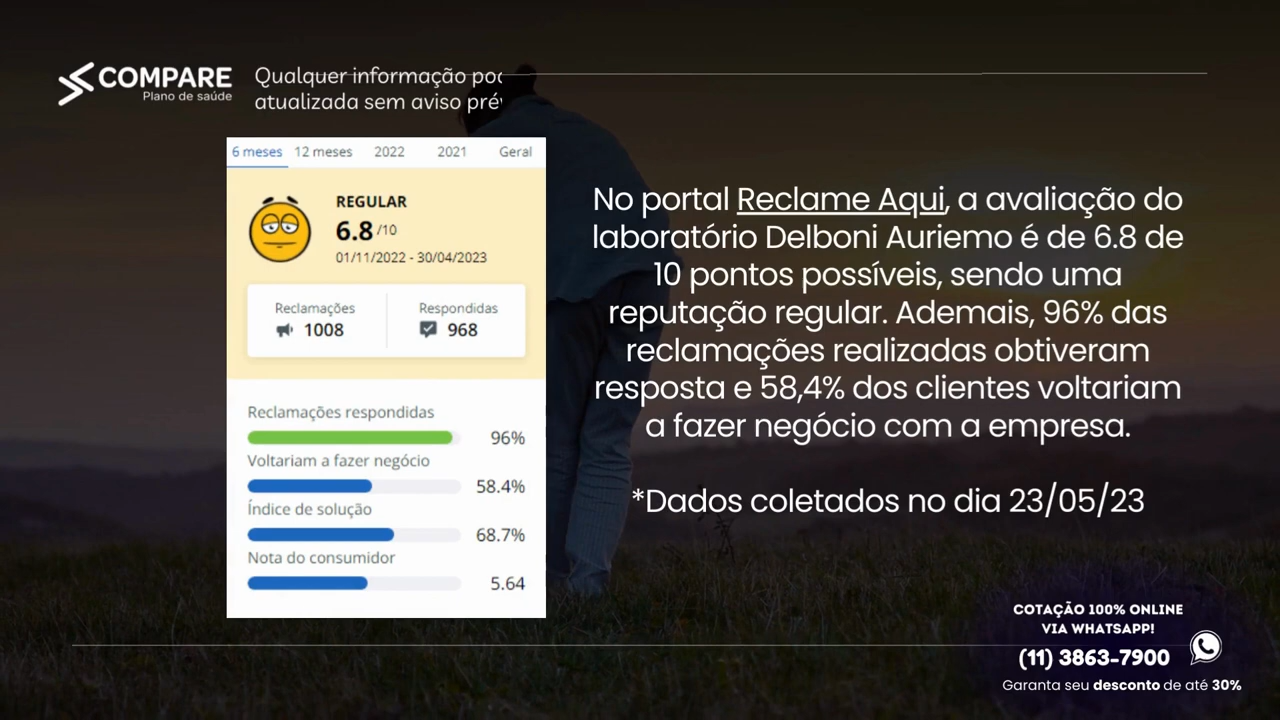 COMPARE
Plano de saúde
Qualquer informação
atualizada sem aviso
6 meses 12 meses 2022 2021 Geral
REGULAR
6.8 /10
01/11/2022 - 30/04/2023
Reclamações Respondidas
1008 968
Reclamações respondidas
96%
Voltariam a fazer negócio
58.4%
Índice de solução
68.7%
Nota do consumidor
5.64
No portal Reclame Aqui, a avaliação do
laboratório Delboni Auriemo é de 6.8 de
10 pontos possíveis, sendo uma
reputação regular. Ademais, 96% das
reclamações realizadas obtiveram
resposta e 58,4% dos clientes voltariam
a fazer negócio com a empresa.
*Dados coletados no dia 23/05/23
COTAÇÃO 100% ONLINE
VIA WHATSAPP!
(11) 3863-7900
Garanta seu desconto de até 30%